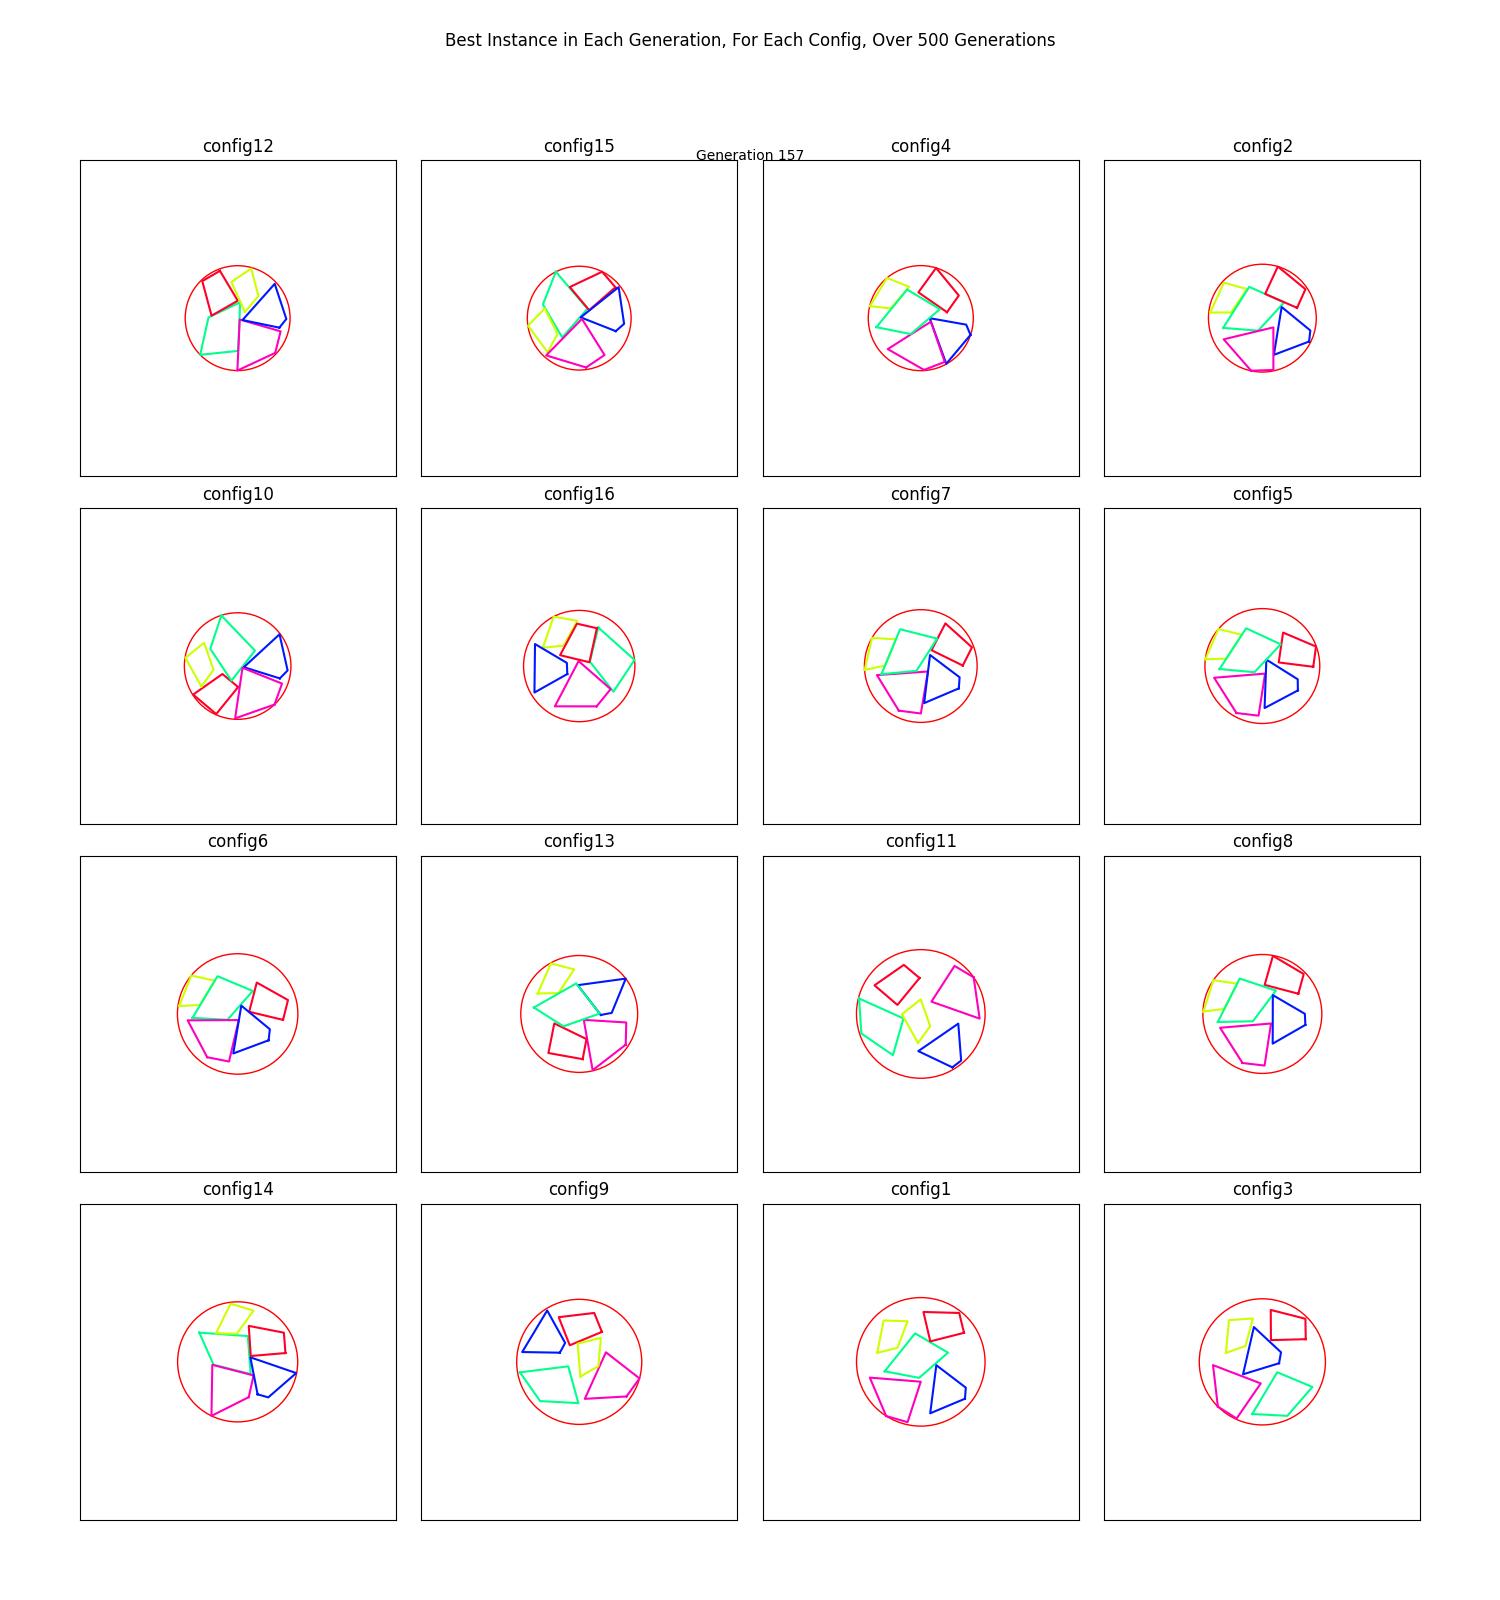 Best Instance in Each Generation, For Each Config, Over 500 Generations
Generation 157
config12
config15
config4
config2
config10
config16
config7
config5
config6
config13
config11
config8
config14
config9
config1
config3